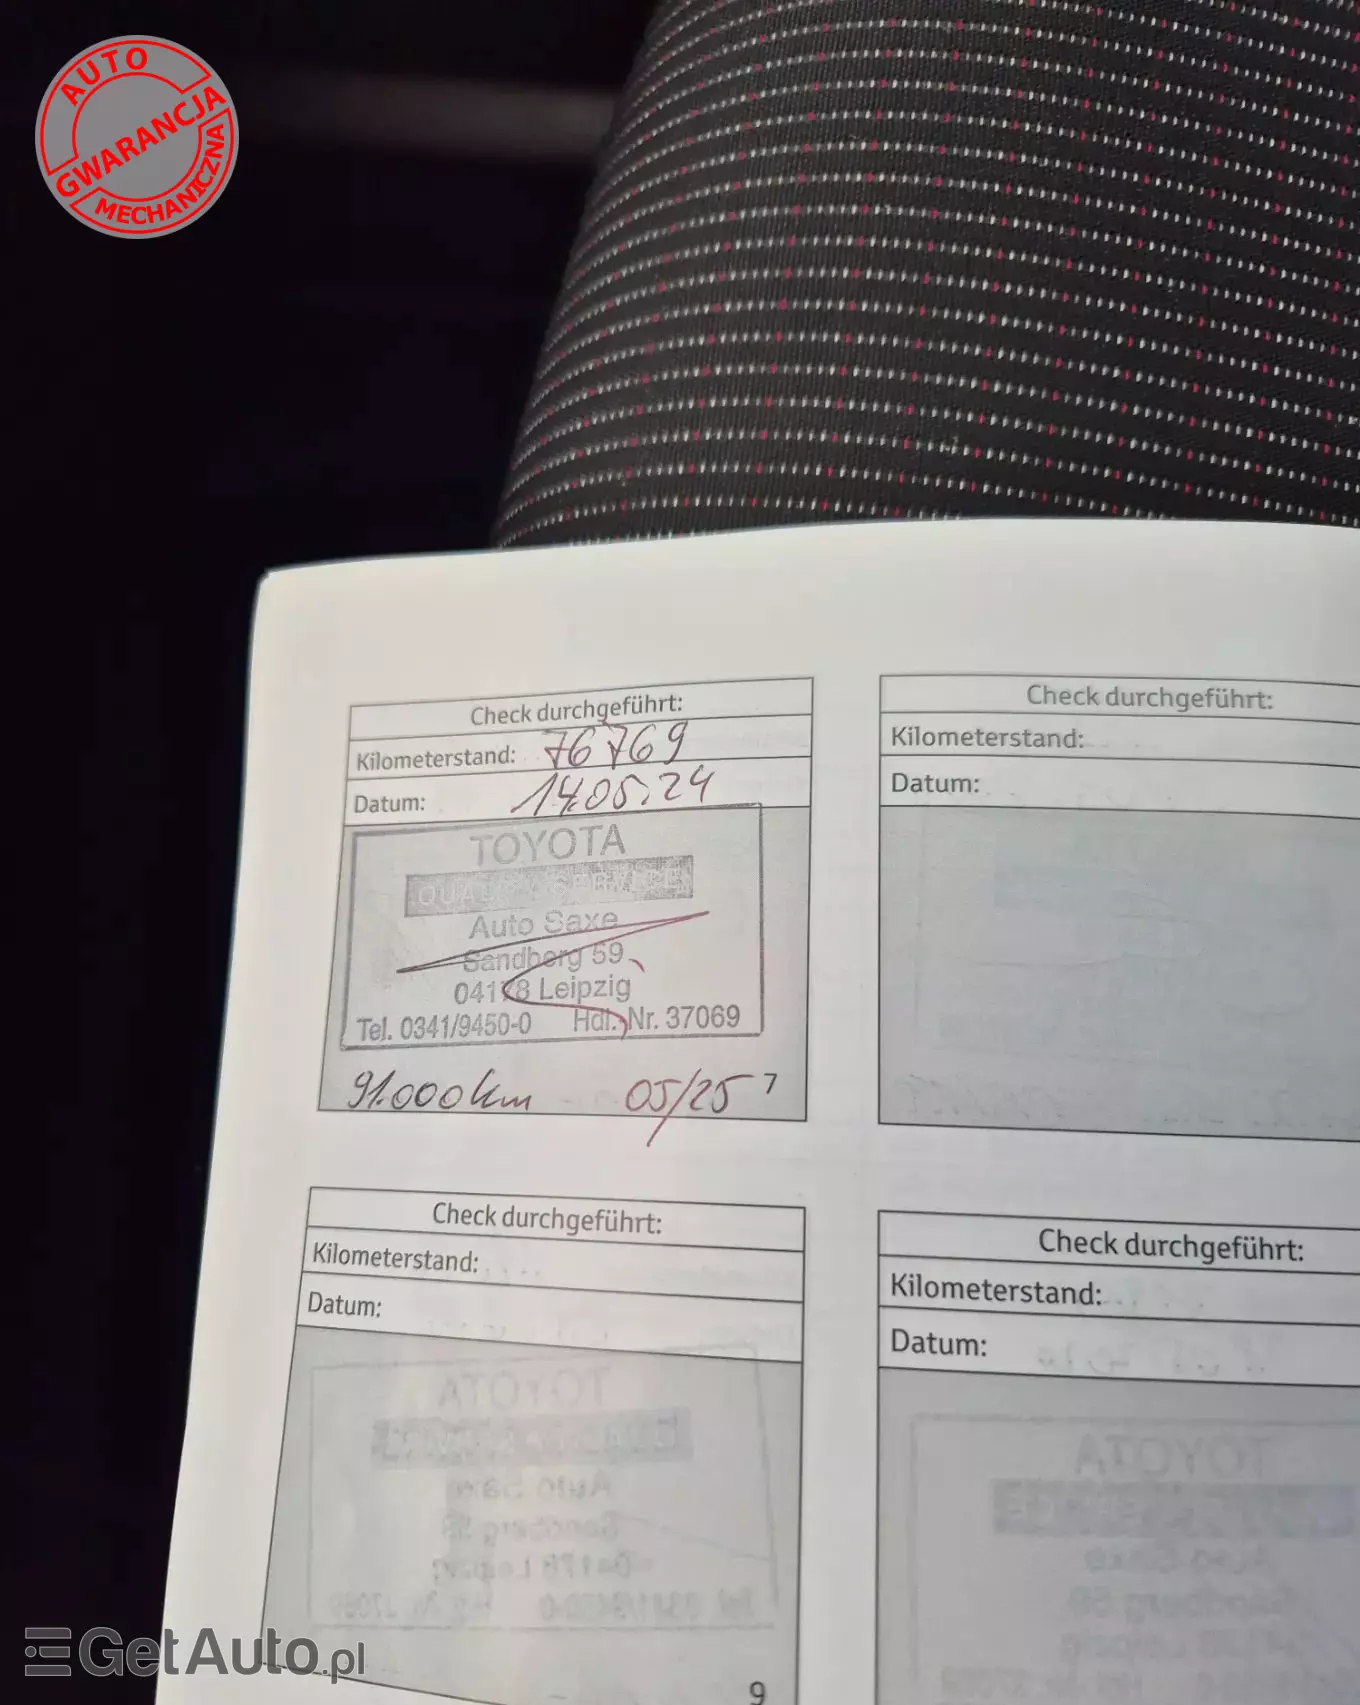 AUTO
GWARANCJA
MECHANICZNA
Check durchgeführt:
Kilometerstand: 76769
Datum: 14.05.24
TOYOTA
Auto Saxe
Sandberg 59
04178 Leipzig
Tel. 0341/9450-0 Hdl. Nr. 37069
91.000km 05/25 7
Check durchgeführt:
Kilometerstand:
Datum:
Check durchgeführt:
Kilometerstand:
Datum:
9
Check durchgeführt:
Kilometerstand:
Datum:
GetAuto.pl